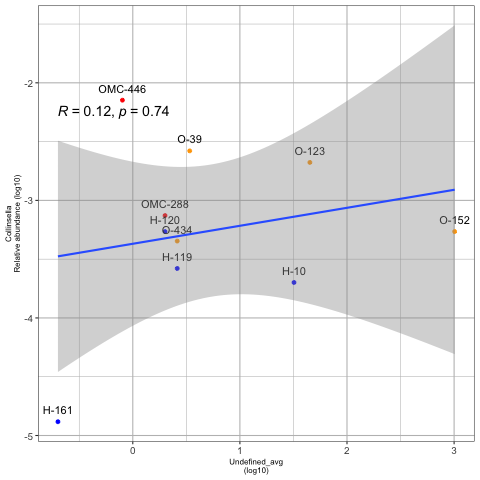 OMC-446
R = 0.12, p = 0.74
O-39
O-123
OMC-288
H-120
O-434
O-152
H-119
H-10
H-161
-2
-3
-4
-5
Collinsella
Relative abundance (log10)
0
1
2
3
Undefined_avg
(log10)